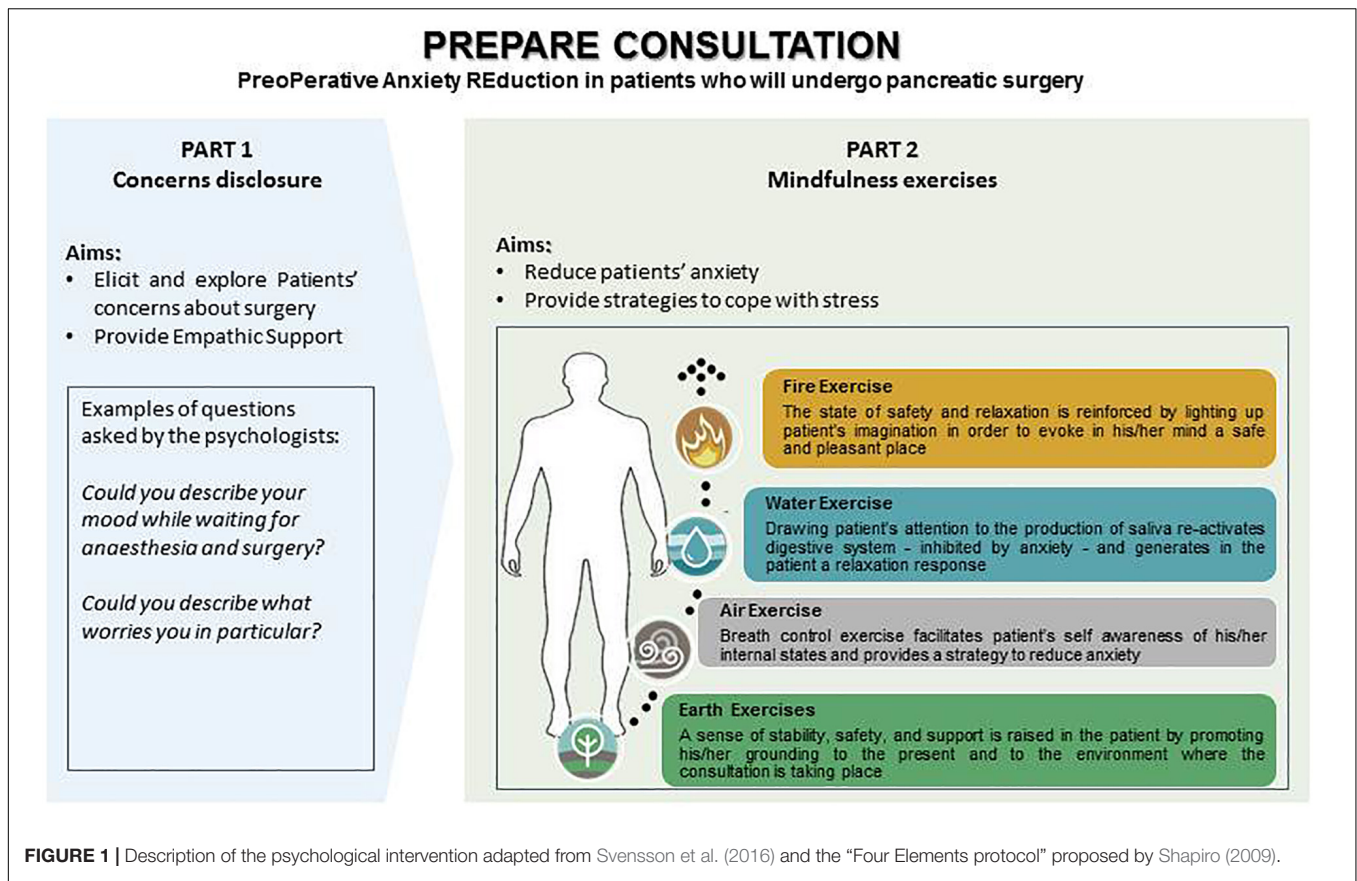 PREPARE CONSULTATION
PreoPerative Anxiety REduction in patients who will undergo pancreatic surgery
PART 1
Concerns disclosure
Aims:
• Elicit and explore Patients'
concerns about surgery
• Provide Empathic Support
Examples of questions
asked by the psychologists:
Could you describe your
mood while waiting for
anaesthesia and surgery?
Could you describe what
worries you in particular?
PART 2
Mindfulness exercises
Aims:
• Reduce patients' anxiety
• Provide strategies to cope with stress
Fire Exercise
The state of safety and relaxation is reinforced by lighting up
patient's imagination in order to evoke in his/her mind a safe
and pleasant place
Water Exercise
Drawing patient's attention to the production of saliva re-activates
digestive system - inhibited by anxiety - and generates in the
patient a relaxation response
Air Exercise
Breath control exercise facilitates patient's self awareness of his/her
internal states and provides a strategy to reduce anxiety
Earth Exercises
A sense of stability, safety, and support is raised in the patient by promoting
his/her grounding to the present and to the environment where the
consultation is taking place
FIGURE 1 | Description of the psychological intervention adapted from Svensson et al. (2016) and the “Four Elements protocol” proposed by Shapiro (2009).